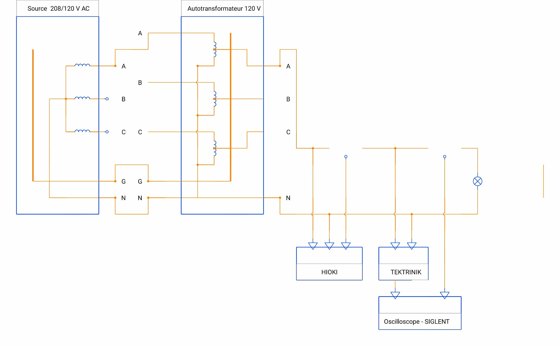 Source 208/120 V AC
Autotransformateur 120 V
A
A
A
B
B
B
C
C
C
G
G
N
N
N
HIOKI
TEKTRINIK
Oscilloscope - SIGLENT